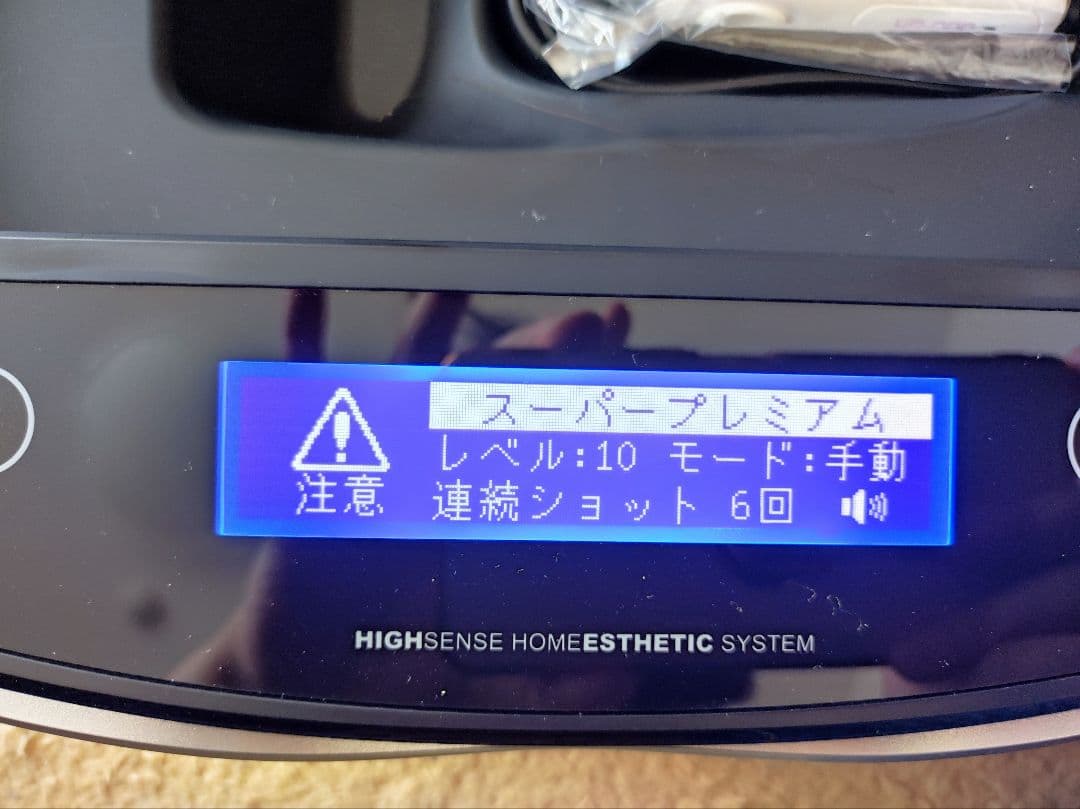 スーパープレミアム
レベル:10 モード:手動
注意 連続ショット 6回
HIGHSENSE HOMEESTHETIC SYSTEM